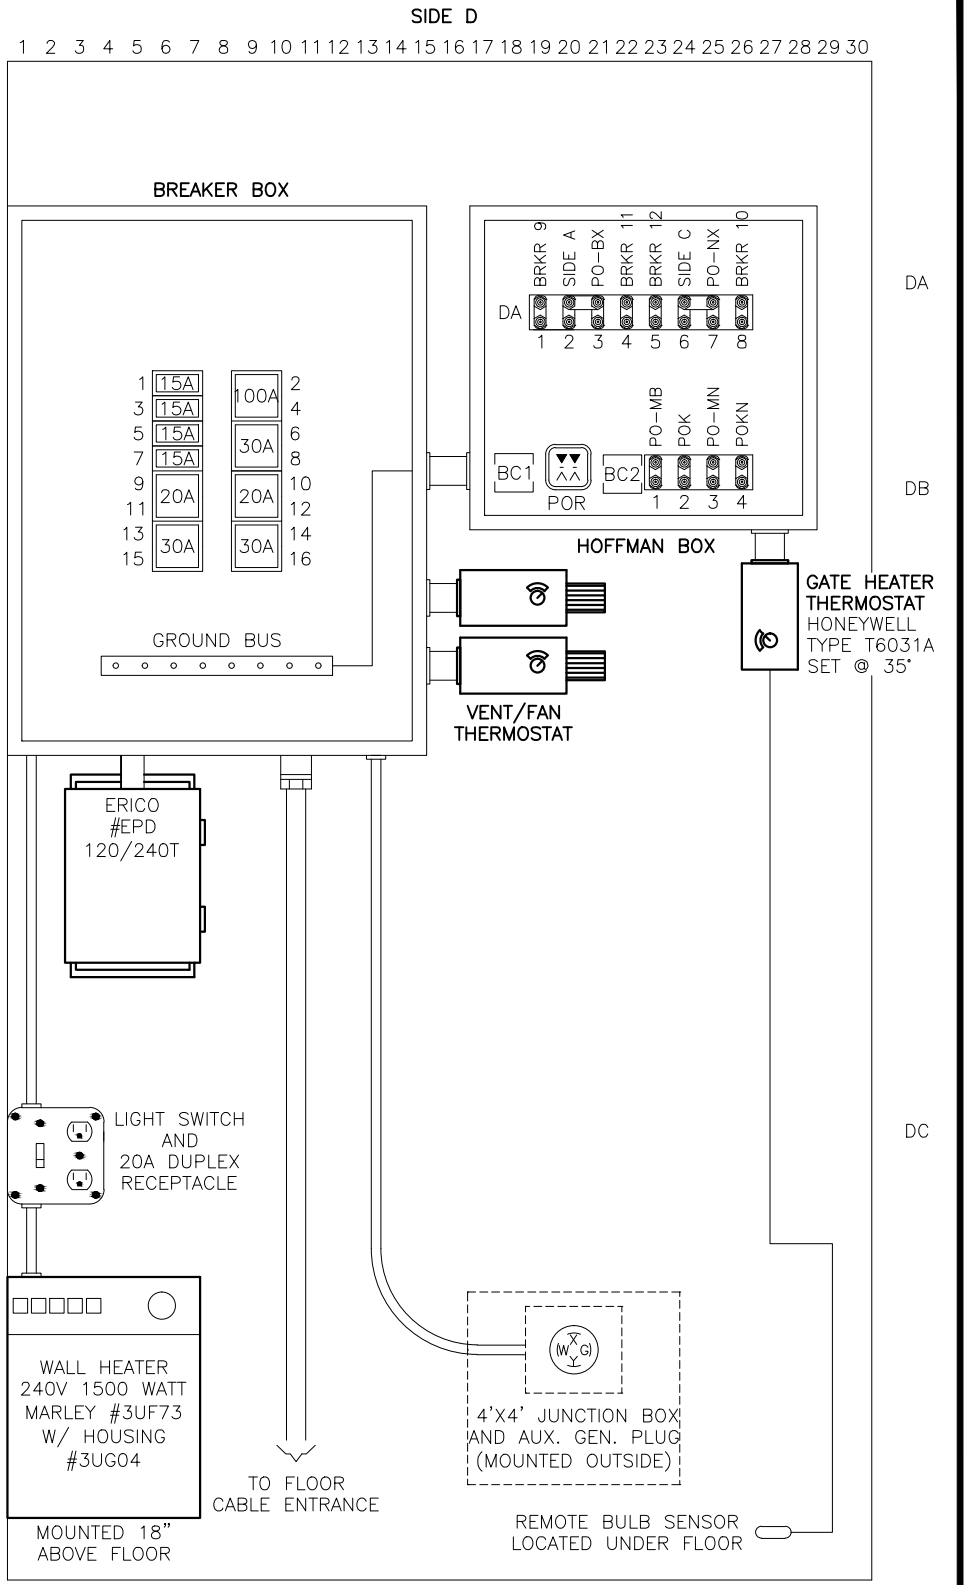 SIDE D
1 2 3 4 5 6 7 8 9 10 11 12 13 14 15 16 17 18 19 20 21 22 23 24 25 26 27 28 29 30
BREAKER BOX
BRKR 9
SIDE A
PO-BX
BRKR 11
BRKR 12
SIDE C
PO-NX
BRKR 10
DA
DA
1 2 3 4 5 6 7 8
1 15A
3 15A
5 15A
7 15A
9
11
20A
13
15
30A
100A
2
4
30A
6
8
20A
10
12
30A
14
16
PO-MB
POK
PO-MN
POKN
BC1
POR
BC2
1 2 3 4
DB
HOFFMAN BOX
GATE HEATER
THERMOSTAT
HONEYWELL
TYPE T6031A
SET @ 35°
GROUND BUS
VENT/FAN
THERMOSTAT
ERICO
#EPD
120/240T
LIGHT SWITCH
AND
20A DUPLEX
RECEPTACLE
DC
WALL HEATER
240V 1500 WATT
MARLEY #3UF73
W/ HOUSING
#3UG04
MOUNTED 18"
ABOVE FLOOR
TO FLOOR
CABLE ENTRANCE
X
W G
Y
4'X4' JUNCTION BOX
AND AUX. GEN. PLUG
(MOUNTED OUTSIDE)
REMOTE BULB SENSOR
LOCATED UNDER FLOOR